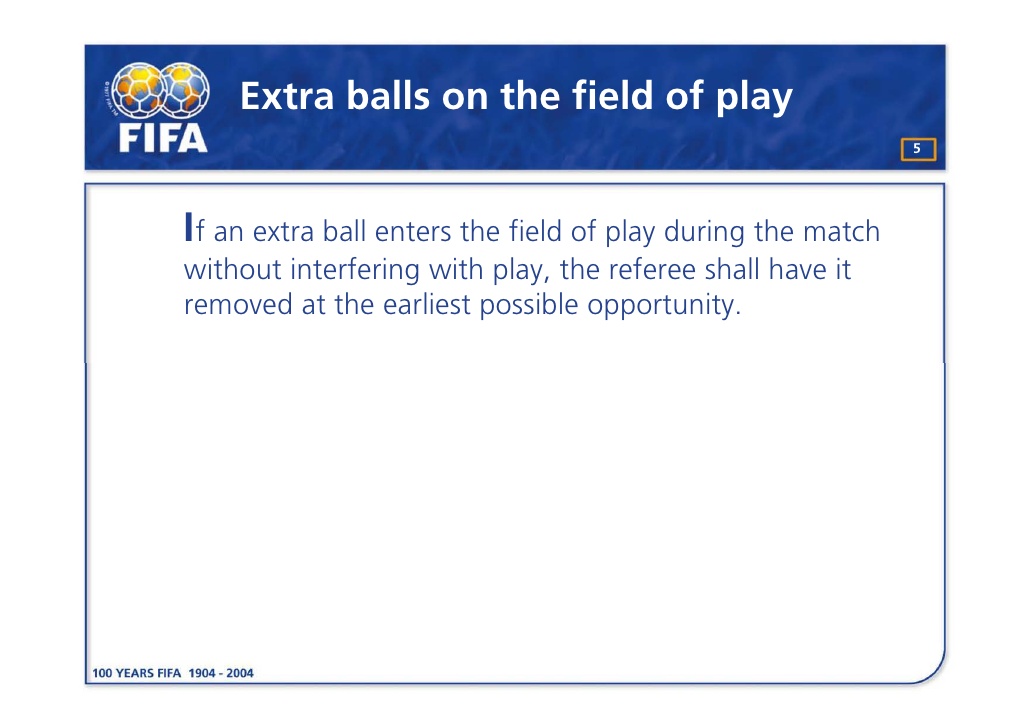 Extra balls on the field of play
FIFA
5
If an extra ball enters the field of play during the match
without interfering with play, the referee shall have it
removed at the earliest possible opportunity.
100 YEARS FIFA 1904 - 2004